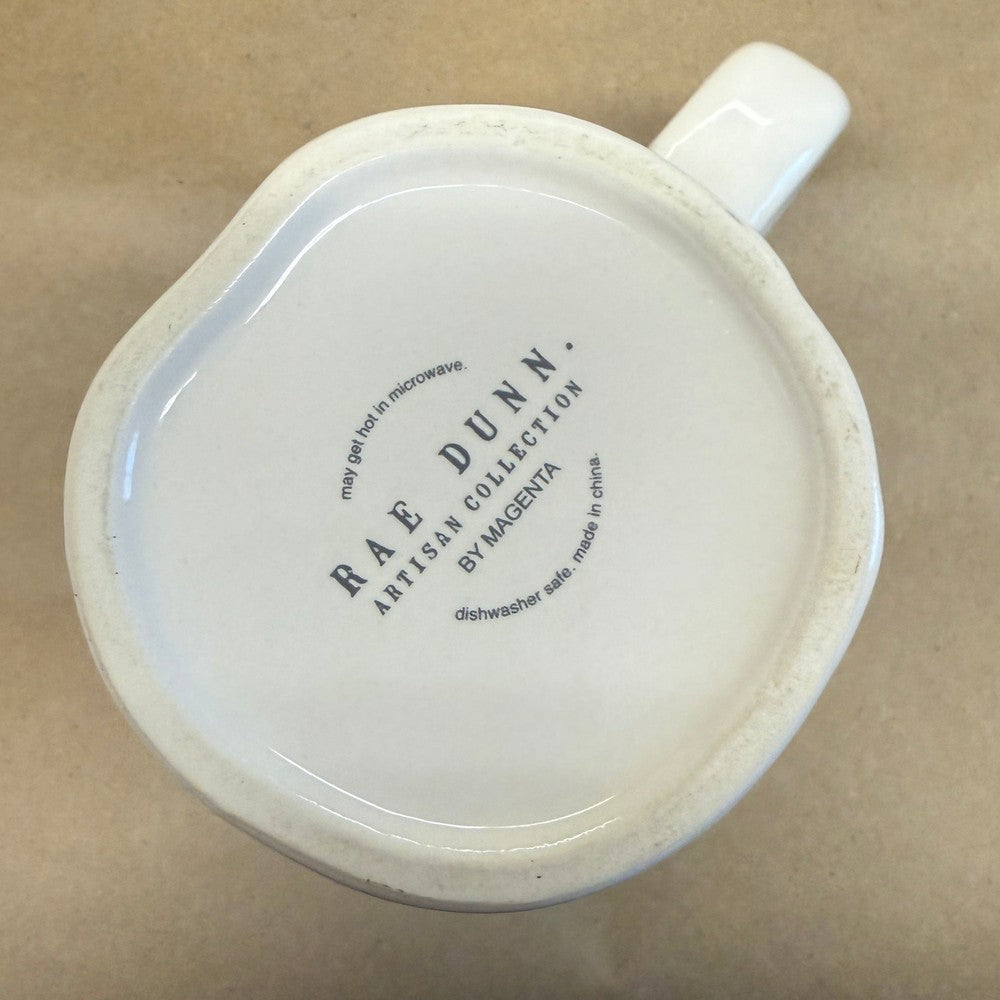 may get hot in microwave.
RAE DUNN.
ARTISAN COLLECTION
BY MAGENTA
dishwasher safe. made in china.